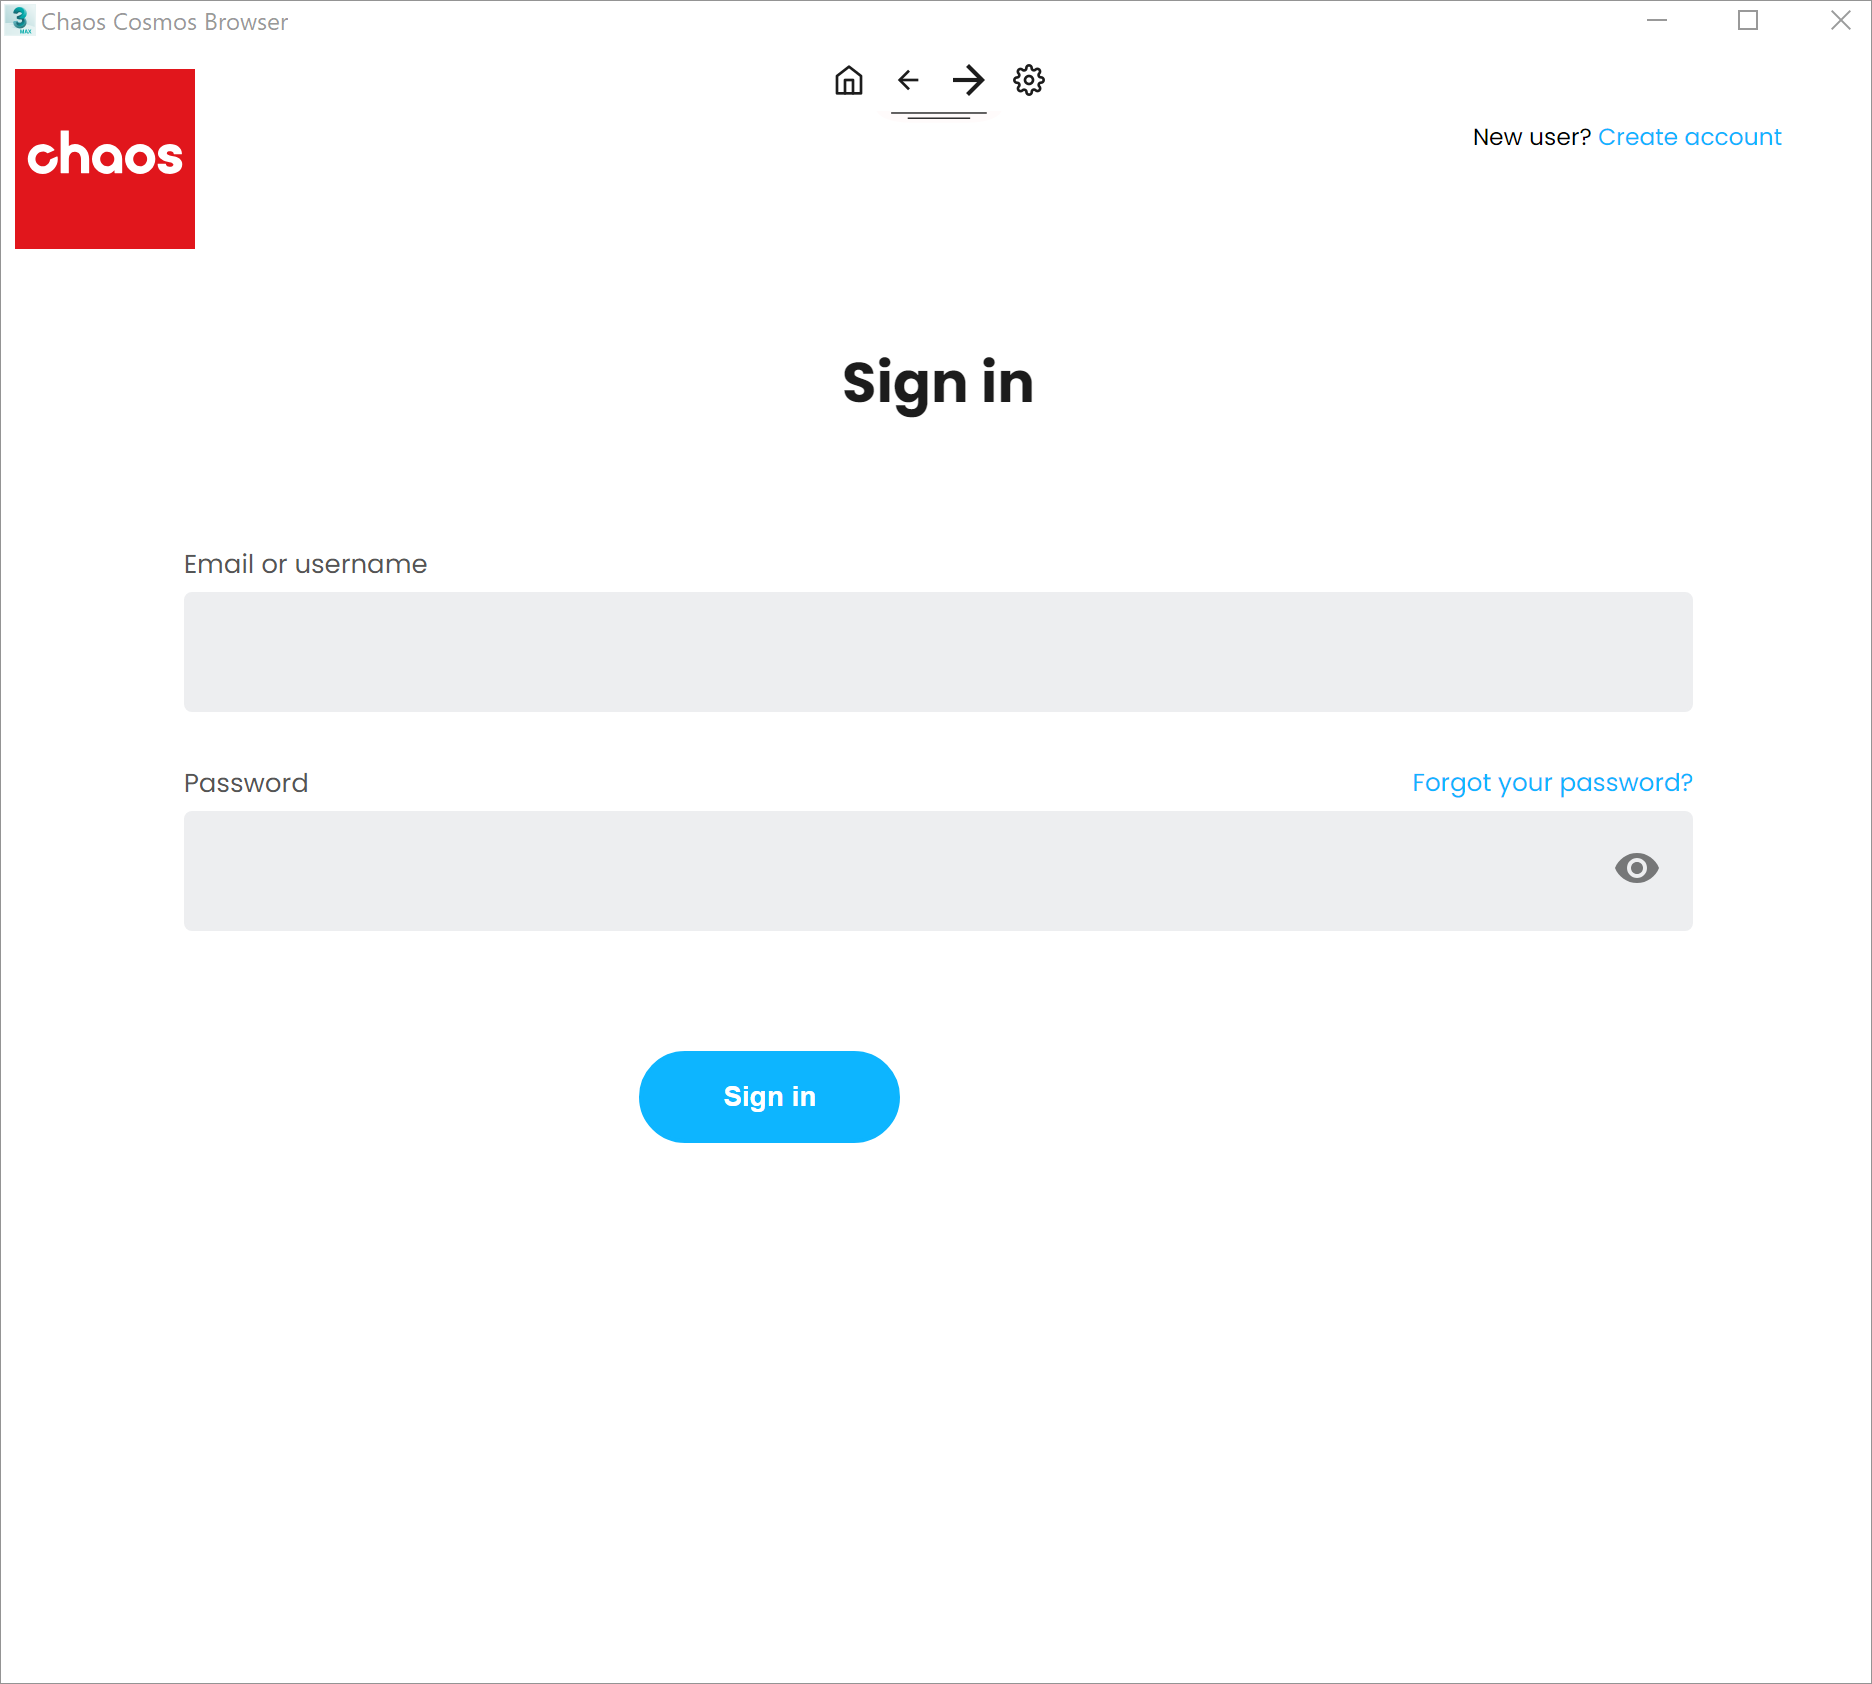 Chaos Cosmos Browser
chaos
New user? Create account
Sign in
Email or username
Password
Forgot your password?
Sign in